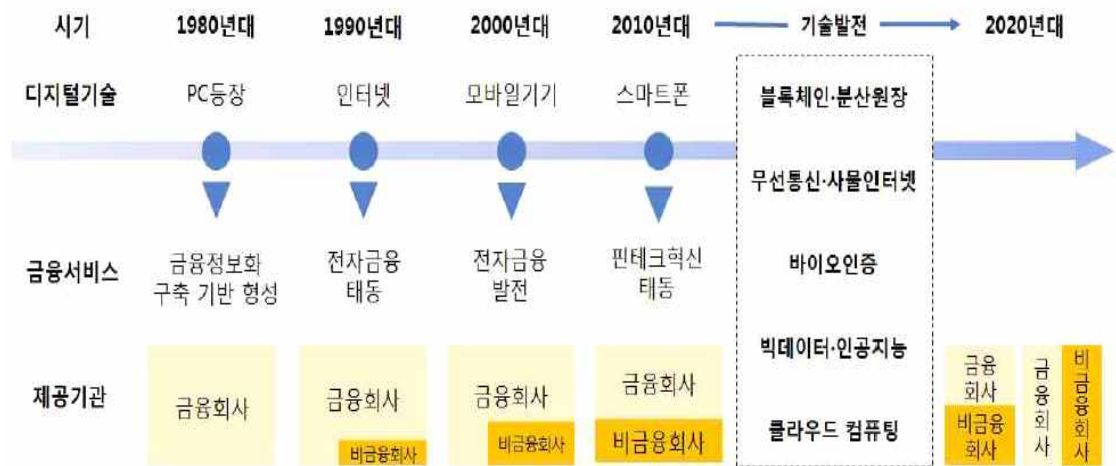 시기 1980년대 1990년대 2000년대 2010년대 기술발전 2020년대
디지털기술 PC등장 인터넷 모바일기기 스마트폰 블록체인·분산원장
무선통신·사물인터넷
금융서비스 금융정보화 전자금융 전자금융 핀테크혁신 바이오인증
구축 기반 형성 태동 발전 태동
빅데이터·인공지능
제공기관 금융회사 금융회사 금융회사 금융회사 금융 금융회사 비금융회사
회사
비금융회사 비금융회사 비금융회사 클라우드 컴퓨팅 비금융
회사